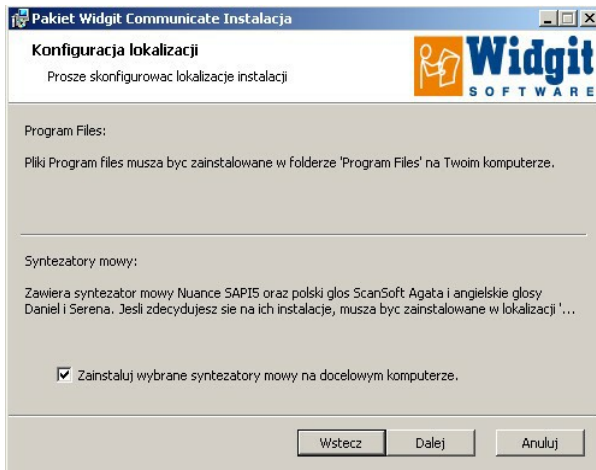 Pakiet Widgit Communicate Instalacja
Konfiguracja lokalizacji
Prosze skonfigurowac lokalizacje instalacji
Widgit
SOFTWARE
Program Files:
Pliki Program files musza byc zainstalowane w folderze 'Program Files' na Twoim komputerze.
Syntezatory mowy:
Zawiera syntezator mowy Nuance SAPI5 oraz polski glos ScanSoft Agata i angielskie glosy
Daniel i Serena. Jesli zdecydujesz sie na ich instalacje, musza byc zainstalowane w lokalizacji '...
Zainstaluj wybrane syntezatory mowy na docelowym komputerze.
Wstecz
Dalej
Anuluj